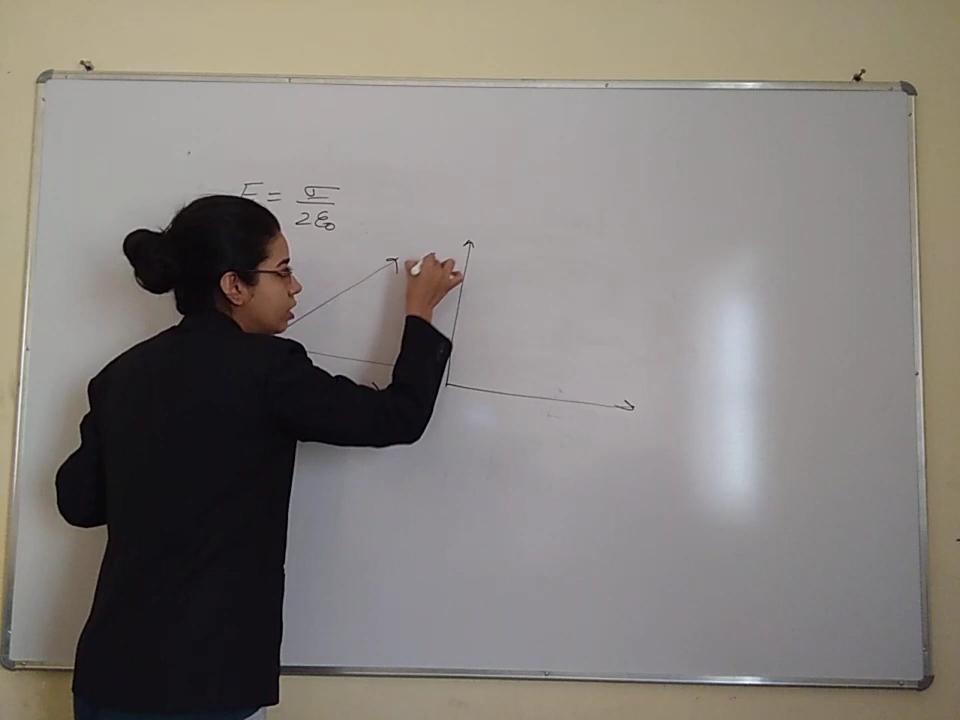 E = σ / 2ε₀